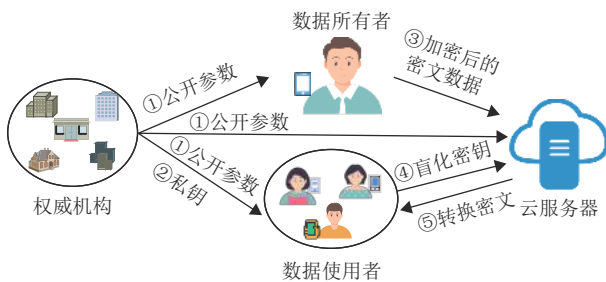 数据所有者
③加密后的
密文数据
①公开参数
①公开参数
①公开参数
②私钥
④盲化密钥
⑤转换密文
权威机构
云服务器
数据使用者